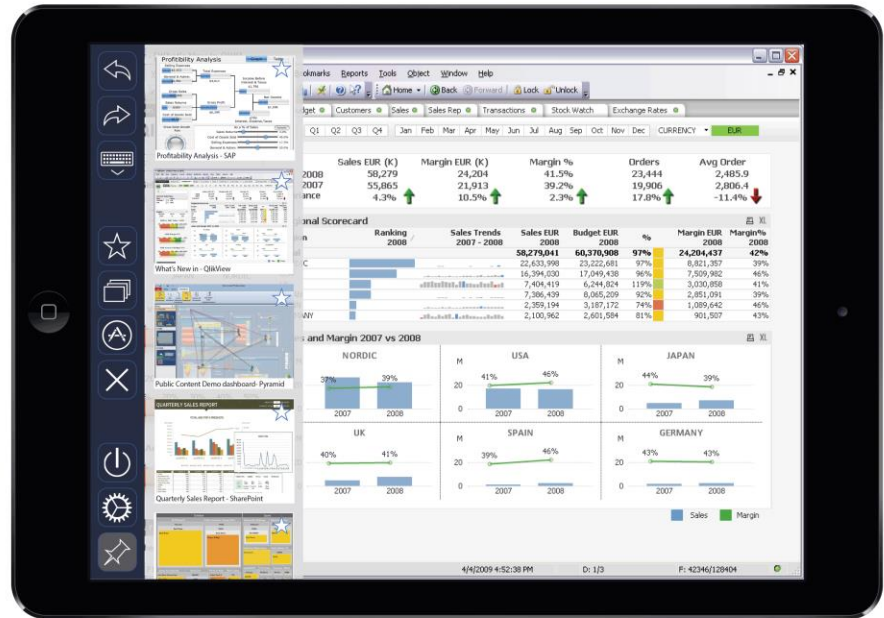 Profitability Analysis
Profitability Analysis - SAP
What's New in - QlikView
Public Content Demo dashboard- Pyramid
QUARTERLY SALES REPORT
Quarterly Sales Report - SharePoint
okmarks Reports Tools Object Window Help
Home Back Forward Lock Unlock
dget Customers Sales Sales Rep Transactions Stock Watch Exchange Rates
Q1 Q2 Q3 Q4 Jan Feb Mar Apr May Jun Jul Aug Sep Oct Nov Dec CURRENCY EUR
Sales EUR (K) Margin EUR (K) Margin % Orders Avg Order
2008 58,279 24,204 41.5% 23,444 2,485.9
2007 55,865 21,913 39.2% 19,906 2,806.4
ance 4.3% 10.5% 2.3% 17.8% -11.4%
onal Scorecard XL
Ranking Sales Trends Sales EUR Budget EUR % Margin EUR Margin%
2008 2007 - 2008 2008 2008 2008 2008
58,279,041 60,370,908 97% 24,204,437 42%
C 22,633,998 23,222,681 97% 8,821,357 39%
16,394,030 17,049,438 96% 7,509,982 46%
7,404,419 6,244,824 119% 3,030,858 41%
7,386,439 8,065,209 92% 2,851,091 39%
2,359,194 3,187,172 74% 1,089,642 46%
NY 2,100,962 2,601,584 81% 901,507 43%
s and Margin 2007 vs 2008 XL
NORDIC
37% 39%
2007 2008
USA
M
41% 46%
20
0
2007 2008
JAPAN
M
44% 39%
20
0
2007 2008
UK
40% 41%
2007 2008
SPAIN
M
39% 46%
20
0
2007 2008
GERMANY
M
43% 43%
20
0
2007 2008
Sales Margin
4/4/2009 4:52:38 PM D: 1/3 F: 42346/128404